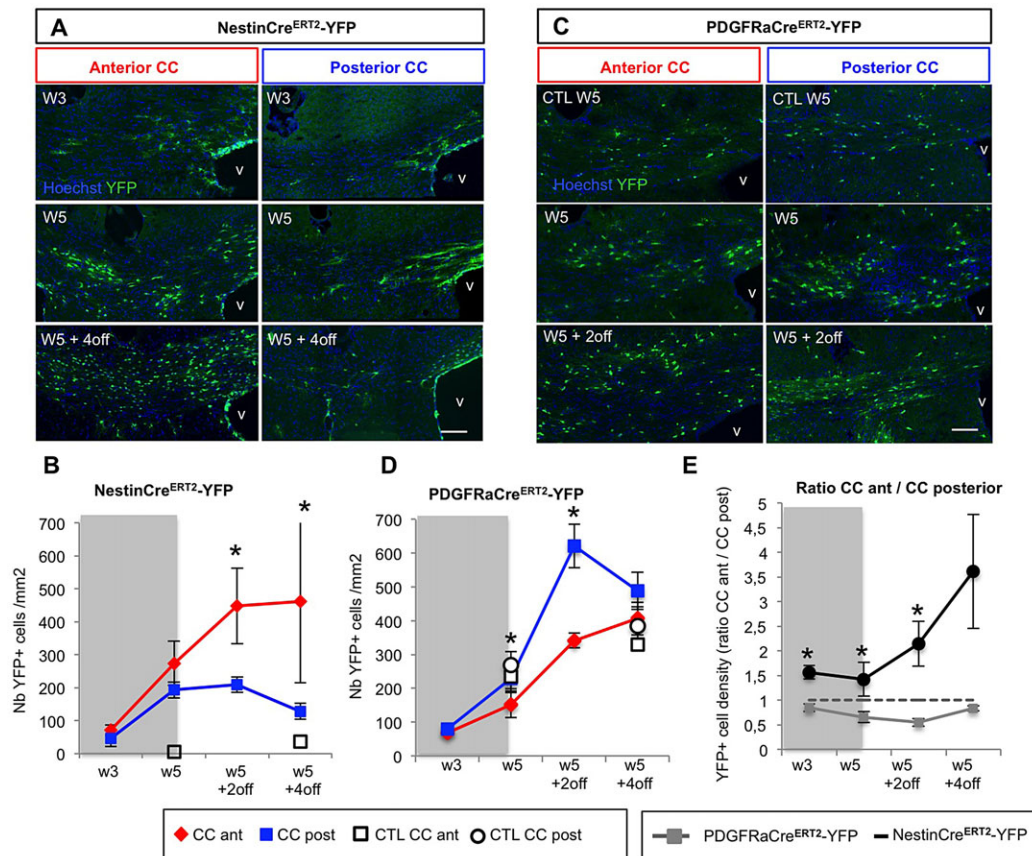 A
NestinCreERT2-YFP
Anterior CC
Posterior CC
W3
W3
Hoechst YFP
V
V
W5
W5
V
V
W5 + 4off
W5 + 4off
V
V
C
PDGFRaCreERT2-YFP
Anterior CC
Posterior CC
CTL W5
CTL W5
Hoechst YFP
V
V
W5
W5
V
V
W5 + 2off
W5 + 2off
V
V
B
NestinCreERT2-YFP
Nb YFP+ cells /mm2
700
600
500
400
300
200
100
0
*
*
w3
w5
w5 +2off
w5 +4off
D
PDGFRaCreERT2-YFP
Nb YFP+ cells /mm2
700
600
500
400
300
200
100
0
*
*
w3
w5
w5 +2off
w5 +4off
E
Ratio CC ant / CC posterior
YFP+ cell density (ratio CC ant / CC post)
5
4,5
4
3,5
3
2,5
2
1,5
1
0,5
0
*
*
*
w3
w5
w5 +2off
w5 +4off
CC ant
CC post
CTL CC ant
CTL CC post
PDGFRaCreERT2-YFP
NestinCreERT2-YFP